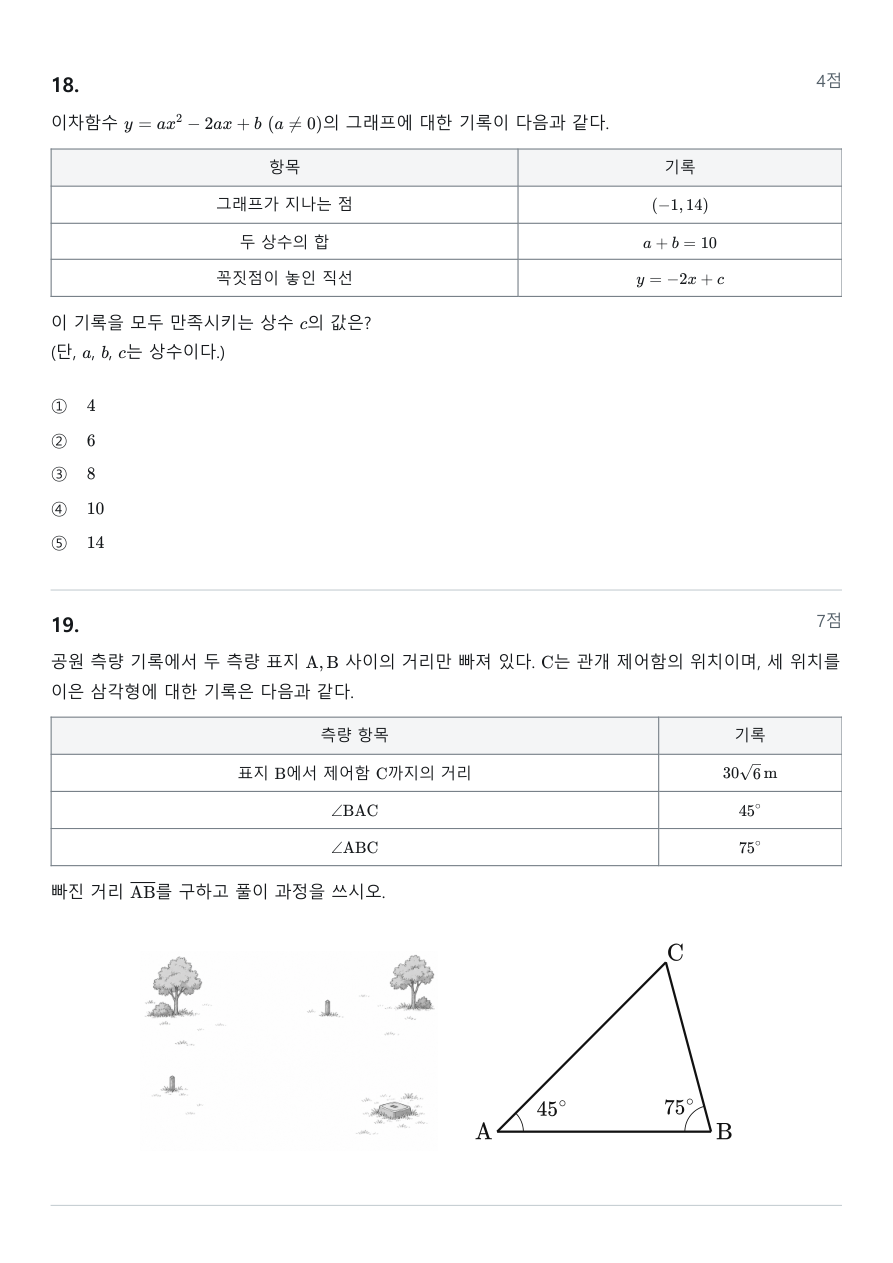 18.
4점
이차함수 y = ax² − 2ax + b (a ≠ 0)의 그래프에 대한 기록이 다음과 같다.
항목 기록
그래프가 지나는 점 (−1, 14)
두 상수의 합 a + b = 10
꼭짓점이 놓인 직선 y = −2x + c
이 기록을 모두 만족시키는 상수 c의 값은?
(단, a, b, c는 상수이다.)
① 4
② 6
③ 8
④ 10
⑤ 14
19.
7점
공원 측량 기록에서 두 측량 표지 A, B 사이의 거리만 빠져 있다. C는 관개 제어함의 위치이며, 세 위치를
이은 삼각형에 대한 기록은 다음과 같다.
측량 항목 기록
표지 B에서 제어함 C까지의 거리 30√6 m
∠BAC 45°
∠ABC 75°
빠진 거리 A̅B̅를 구하고 풀이 과정을 쓰시오.
C
45° 75°
A B